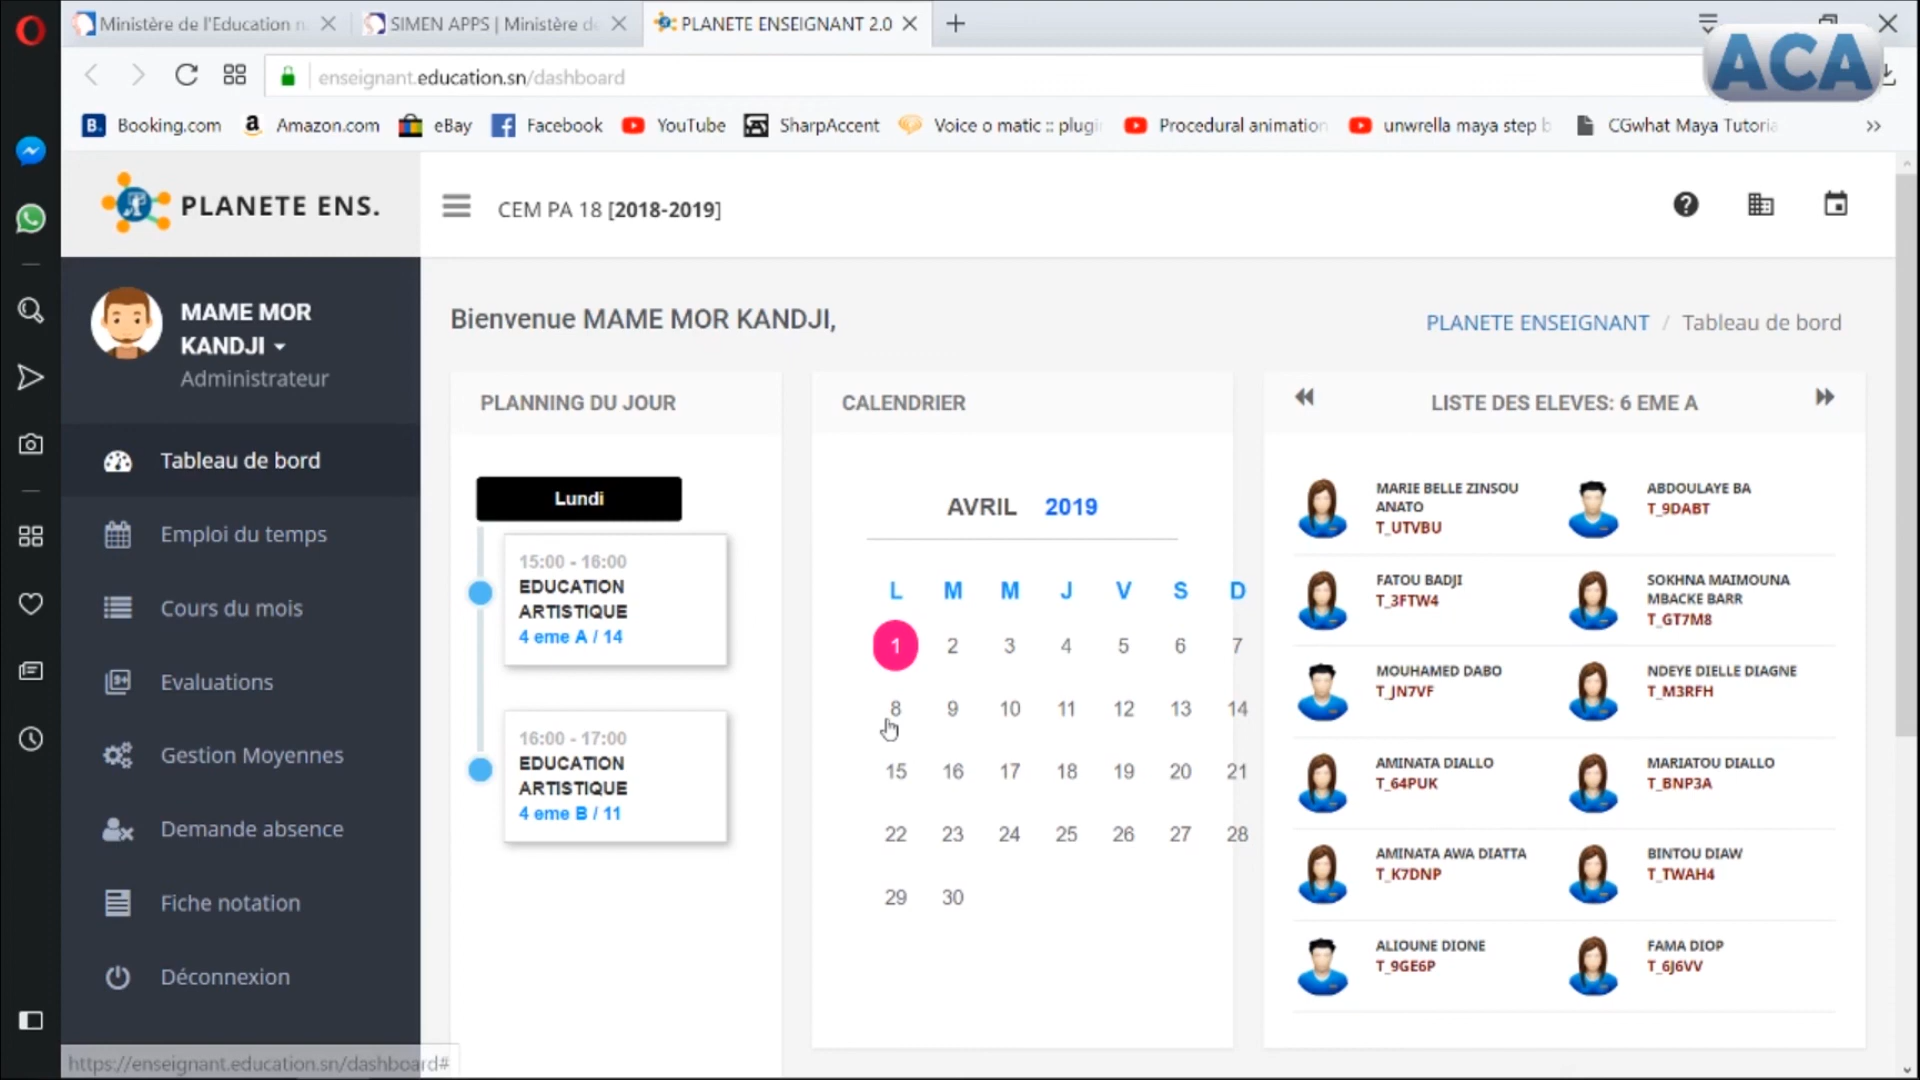 Ministère de l'Education n
SIMEN APPS | Ministère de
PLANETE ENSEIGNANT 2.0
ACA
enseignant.education.sn/dashboard
Booking.com
Amazon.com
eBay
Facebook
YouTube
SharpAccent
Voice o matic :: plugi
Procedural animation
unwrella maya step b
CGwhat Maya Tutoria
PLANETE ENS.
CEM PA 18 [2018-2019]
MAME MOR
KANDJI
Administrateur
Tableau de bord
Emploi du temps
Cours du mois
Evaluations
Gestion Moyennes
Demande absence
Fiche notation
Déconnexion
https://enseignant.education.sn/dashboard#
Bienvenue MAME MOR KANDJI,
PLANETE ENSEIGNANT / Tableau de bord
PLANNING DU JOUR
Lundi
15:00 - 16:00
EDUCATION
ARTISTIQUE
4 eme A / 14
16:00 - 17:00
EDUCATION
ARTISTIQUE
4 eme B / 11
CALENDRIER
AVRIL 2019
L M M J V S D
1 2 3 4 5 6 7
8 9 10 11 12 13 14
15 16 17 18 19 20 21
22 23 24 25 26 27 28
29 30
LISTE DES ELEVES: 6 EME A
MARIE BELLE ZINSOU
ANATO
T_UTVBU
ABDOULAYE BA
T_9DABT
FATOU BADJI
T_3FTW4
SOKHNA MAIMOUNA
MBACKE BARR
T_GT7M8
MOUHAMED DABO
T_JN7VF
NDEYE DIELLE DIAGNE
T_M3RFH
AMINATA DIALLO
T_64PUK
MARIATOU DIALLO
T_BNP3A
AMINATA AWA DIATTA
T_K7DNP
BINTOU DIAW
T_TWAH4
ALIOUNE DIONE
T_9GE6P
FAMA DIOP
T_6J6VV